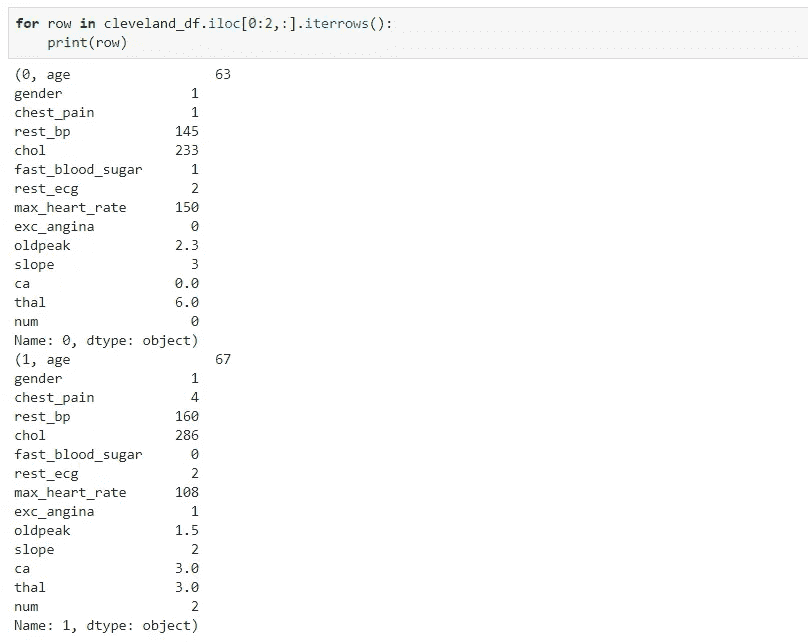 for row in cleveland_df.iloc[0:2,:].iterrows():
    print(row)
(0, age                  63
gender                1
chest_pain            1
rest_bp             145
chol                233
fast_blood_sugar      1
rest_ecg              2
max_heart_rate      150
exc_angina            0
oldpeak             2.3
slope                 3
ca                  0.0
thal                6.0
num                   0
Name: 0, dtype: object)
(1, age                  67
gender                1
chest_pain            4
rest_bp             160
chol                286
fast_blood_sugar      0
rest_ecg              2
max_heart_rate      108
exc_angina            1
oldpeak             1.5
slope                 2
ca                  3.0
thal                3.0
num                   2
Name: 1, dtype: object)